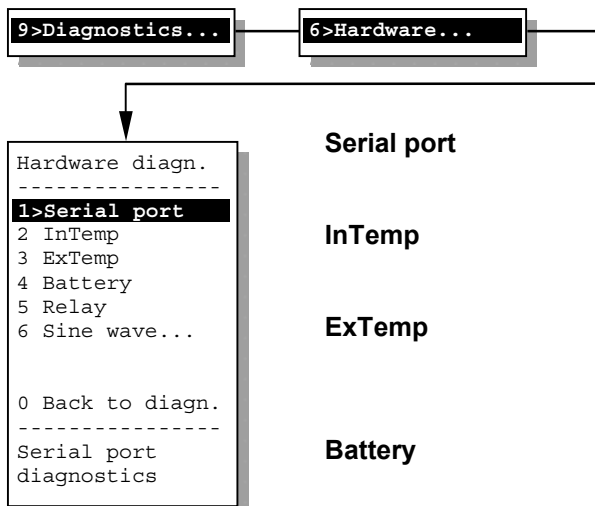 9>Diagnostics...
6>Hardware...
Hardware diagn.
----------------
1>Serial port
2 InTemp
3 ExTemp
4 Battery
5 Relay
6 Sine wave...
0 Back to diagn.
----------------
Serial port
diagnostics
Serial port
InTemp
ExTemp
Battery